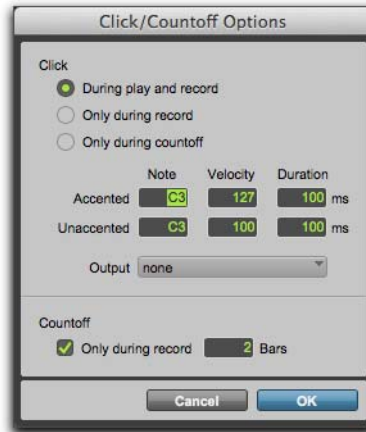 Click/Countoff Options
Click
During play and record
Only during record
Only during countoff
Note Velocity Duration
Accented C3 127 100 ms
Unaccented C3 100 100 ms
Output none
Countoff
Only during record 2 Bars
Cancel OK